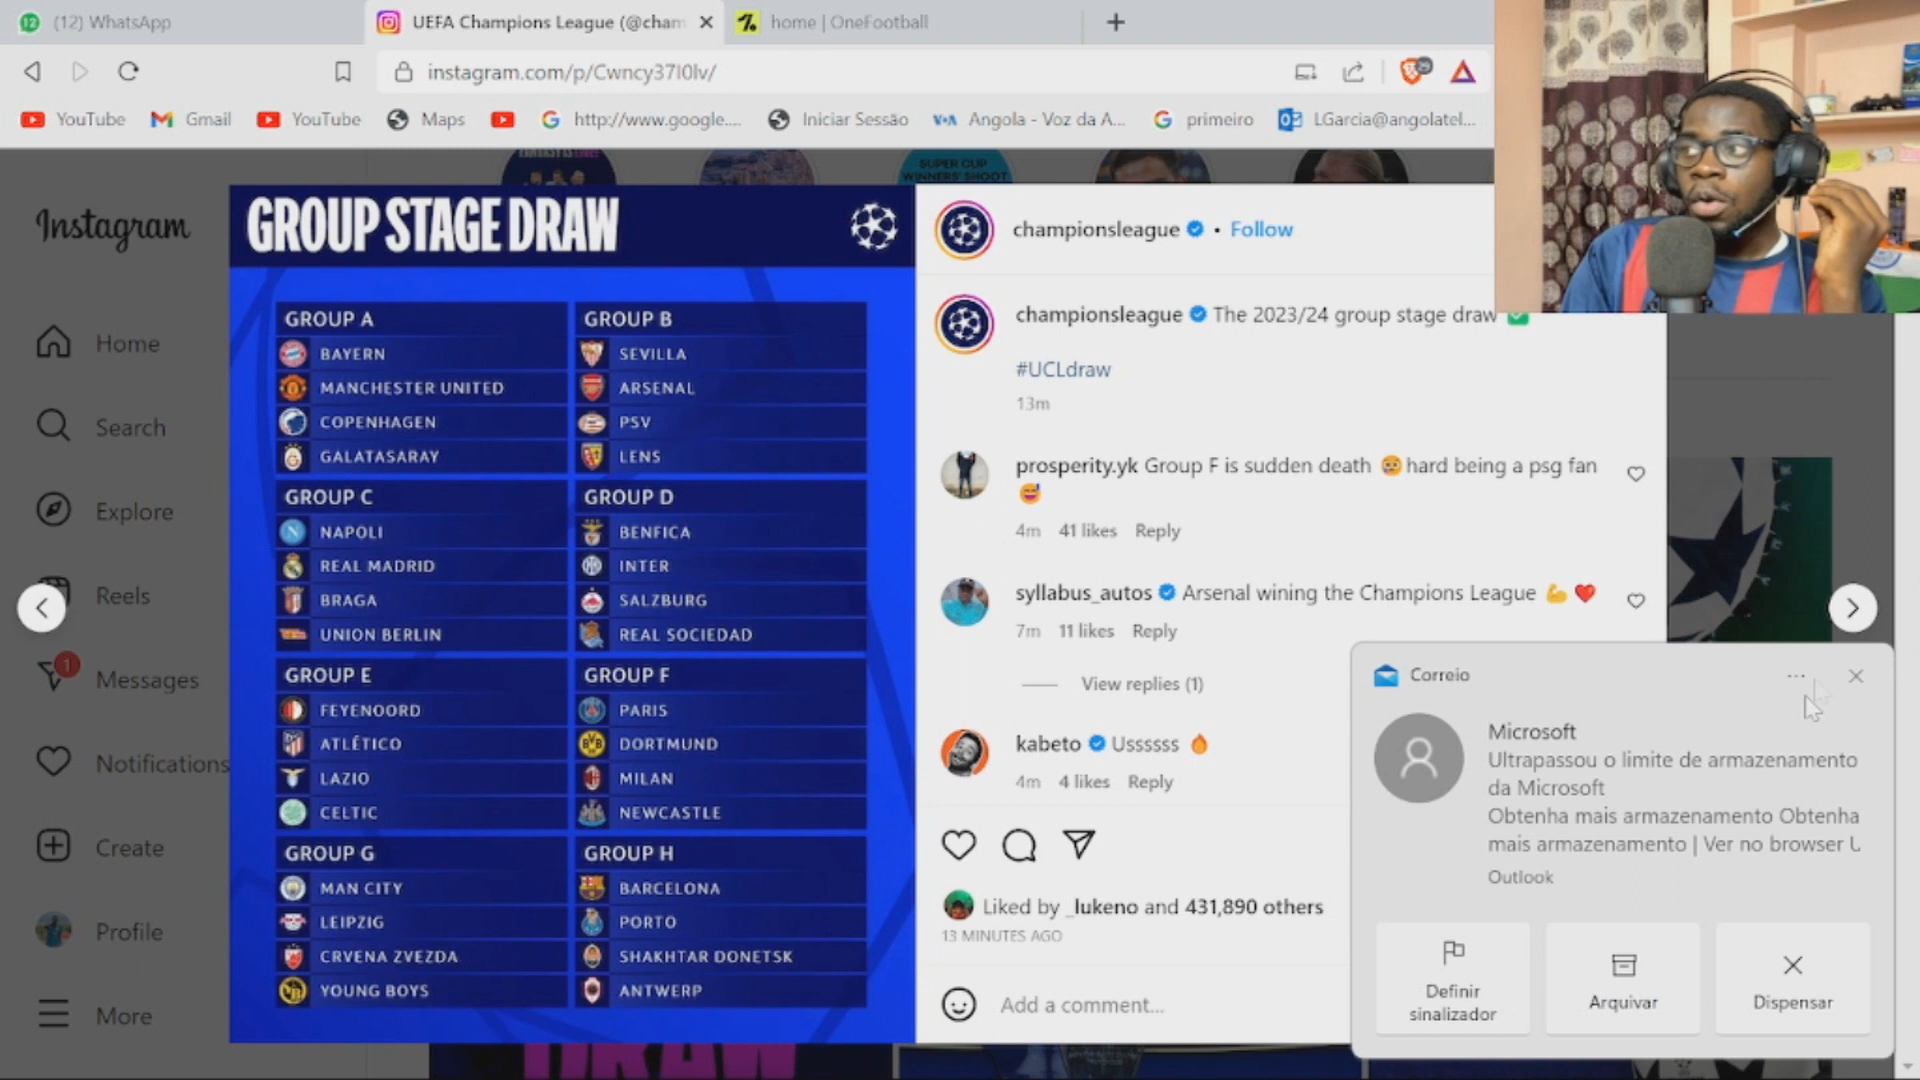 (12) WhatsApp
UEFA Champions League (@cham
home | OneFootball
instagram.com/p/Cwncy37I0lv/
YouTube
Gmail
YouTube
Maps
http://www.google....
Iniciar Sessão
Angola - Voz da A...
primeiro
LGarcia@angolatel...
Instagram
Home
Search
Explore
Reels
1
Messages
Notifications
Create
Profile
More
SUPER CUP
WINNERS' SHOOT
GROUP STAGE DRAW
GROUP A
BAYERN
MANCHESTER UNITED
COPENHAGEN
GALATASARAY
GROUP B
SEVILLA
ARSENAL
PSV
LENS
GROUP C
NAPOLI
REAL MADRID
BRAGA
UNION BERLIN
GROUP D
BENFICA
INTER
SALZBURG
REAL SOCIEDAD
GROUP E
FEYENOORD
ATLÉTICO
LAZIO
CELTIC
GROUP F
PARIS
DORTMUND
MILAN
NEWCASTLE
GROUP G
MAN CITY
LEIPZIG
CRVENA ZVEZDA
YOUNG BOYS
GROUP H
BARCELONA
PORTO
SHAKHTAR DONETSK
ANTWERP
championsleague • Follow
championsleague The 2023/24 group stage draw ✅
#UCLdraw
13m
prosperity.yk Group F is sudden death 😳hard being a psg fan
😅
4m 41 likes Reply
syllabus_autos Arsenal wining the Champions League 💪❤️
7m 11 likes Reply
View replies (1)
kabeto Ussssss 🔥
4m 4 likes Reply
Liked by _lukeno and 431,890 others
13 MINUTES AGO
Add a comment...
Correio
Microsoft
Ultrapassou o limite de armazenamento
da Microsoft
Obtenha mais armazenamento Obtenha
mais armazenamento | Ver no browser U
Outlook
Definir
sinalizador
Arquivar
Dispensar
DRAW